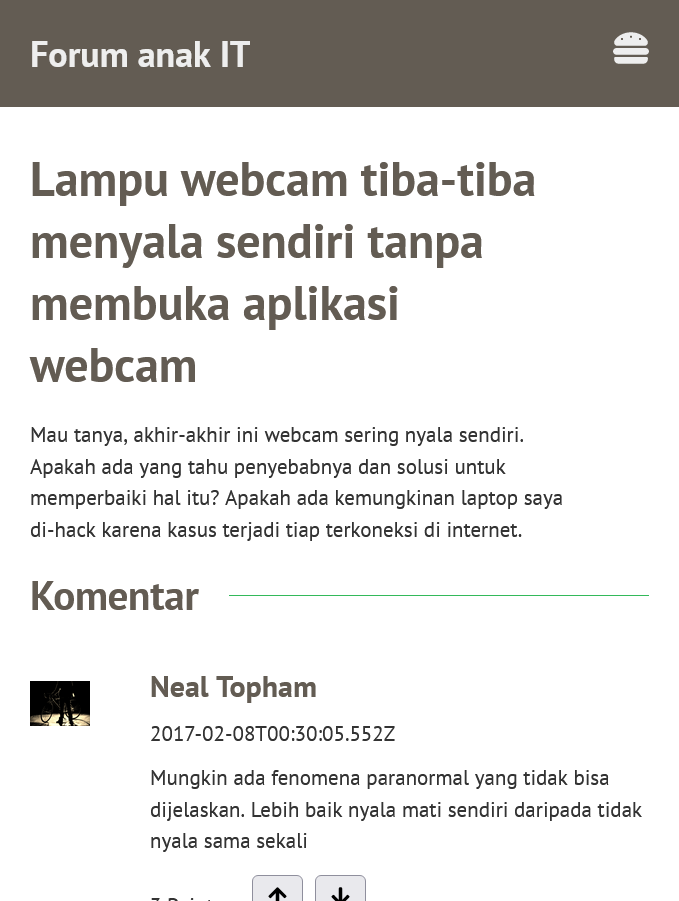 Forum anak IT
Lampu webcam tiba-tiba
menyala sendiri tanpa
membuka aplikasi
webcam
Mau tanya, akhir-akhir ini webcam sering nyala sendiri.
Apakah ada yang tahu penyebabnya dan solusi untuk
memperbaiki hal itu? Apakah ada kemungkinan laptop saya
di-hack karena kasus terjadi tiap terkoneksi di internet.
Komentar
Neal Topham
2017-02-08T00:30:05.552Z
Mungkin ada fenomena paranormal yang tidak bisa
dijelaskan. Lebih baik nyala mati sendiri daripada tidak
nyala sama sekali